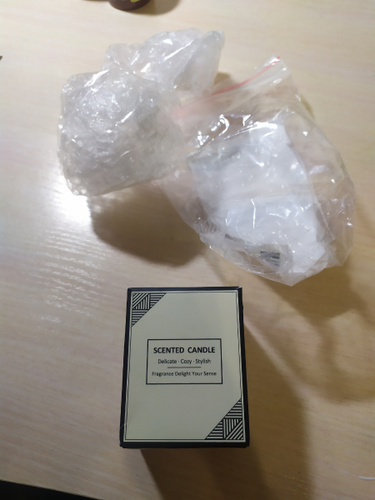 SCENTED CANDLE
Delicate · Cozy · Stylish
Fragrance Delight Your Sense